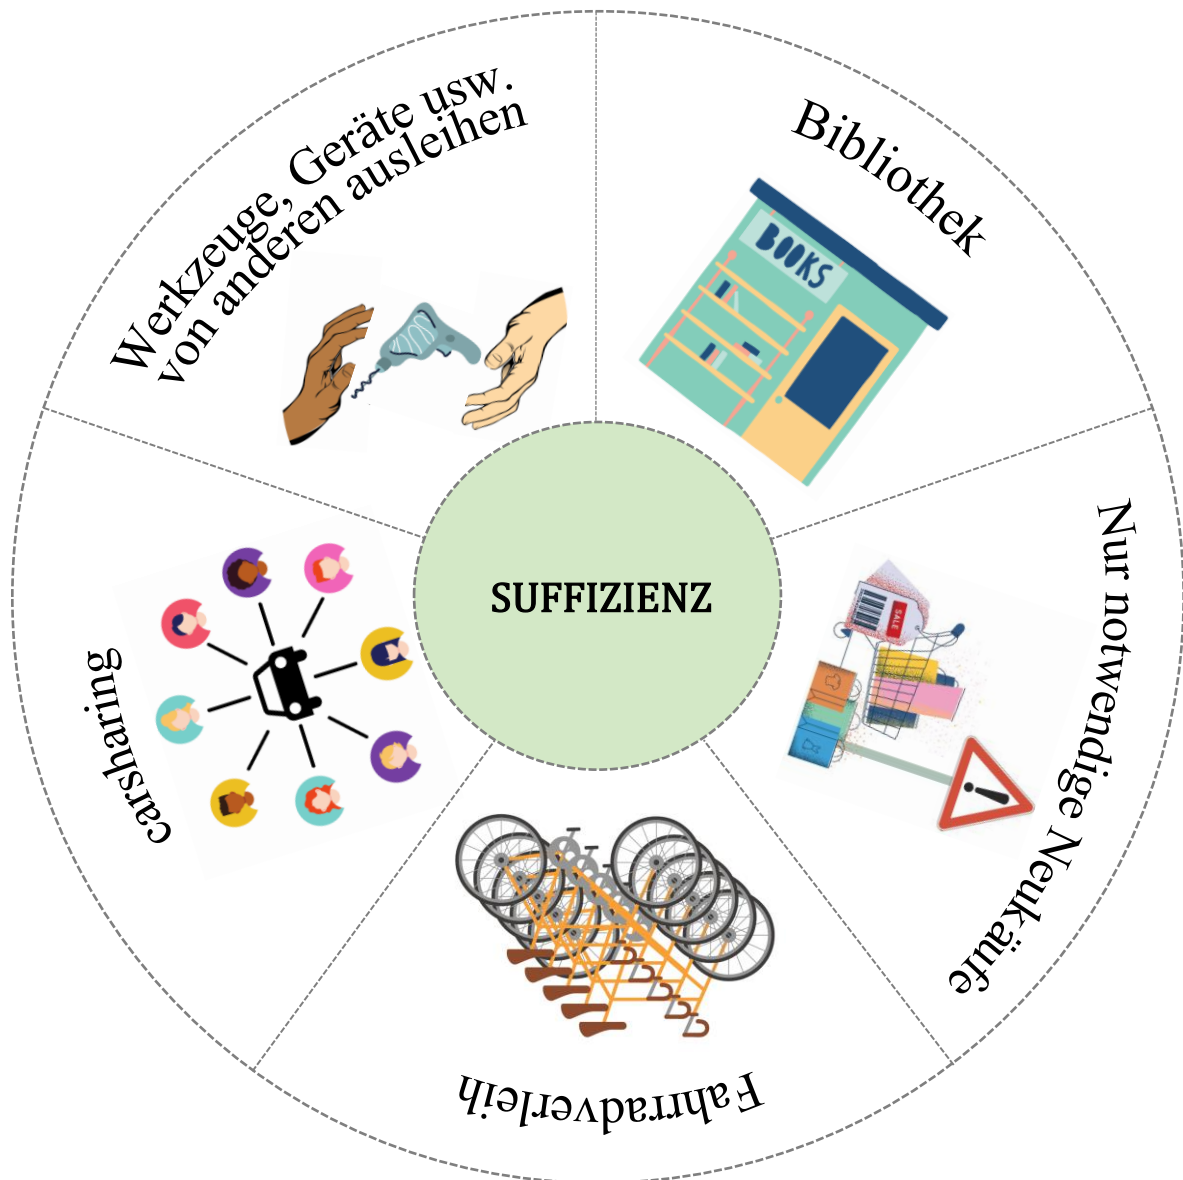 Werkzeuge, Geräte usw.
von anderen ausleihen
Bibliothek
BOOKS
SUFFIZIENZ
Nur notwendige Neukäufe
SALE
carsharing
Fahrradverleih